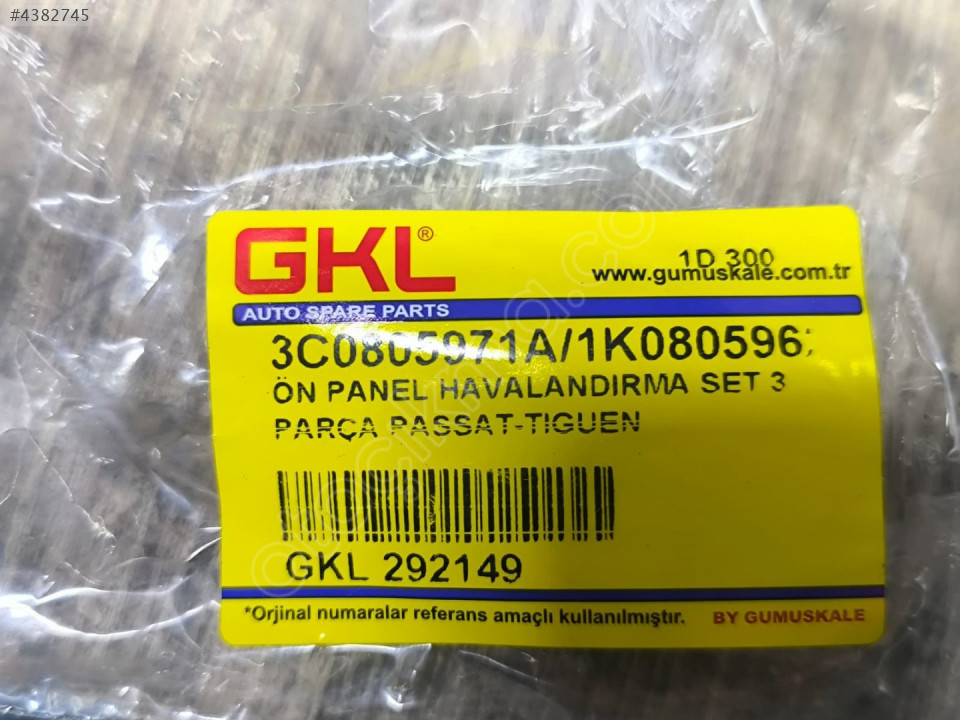 #4382745
GKL®
1D 300
www.gumuskale.com.tr
AUTO SPARE PARTS
3C0805971A/1K080596
ÖN PANEL HAVALANDIRMA SET 3
PARÇA PASSAT-TIGUEN
GKL 292149
*Orjinal numaralar referans amaçlı kullanılmıştır.
BY GUMUSKALE